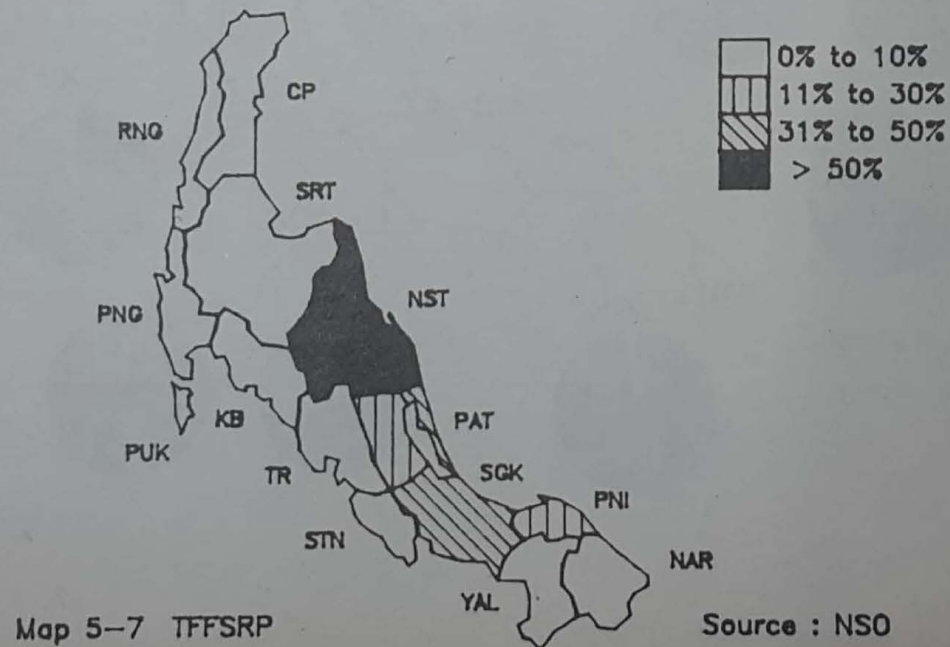 0% to 10%
11% to 30%
31% to 50%
> 50%
CP
RNG
SRT
NST
PNG
KB
PUK
PAT
SGK
TR
PNI
STN
NAR
YAL
Map 5-7 TFFSRP
Source : NSO